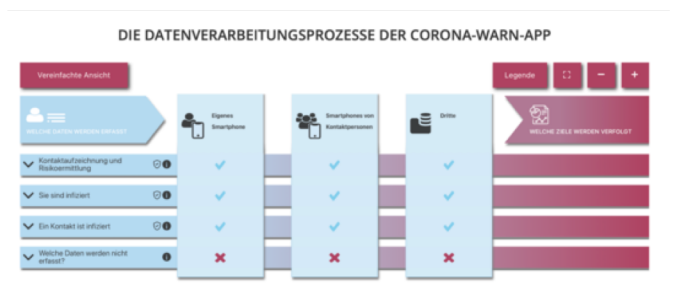 DIE DATENVERARBEITUNGSPROZESSE DER CORONA-WARN-APP
Vereinfachte Ansicht
Legende
WELCHE DATEN WERDEN ERFASST
Eigenes
Smartphone
Smartphones von
Kontaktpersonen
Dritte
WELCHE ZIELE WERDEN VERFOLGT
Kontaktaufzeichnung und
Risikoermittlung
Sie sind infiziert
Ein Kontakt ist infiziert
Welche Daten werden nicht
erfasst?